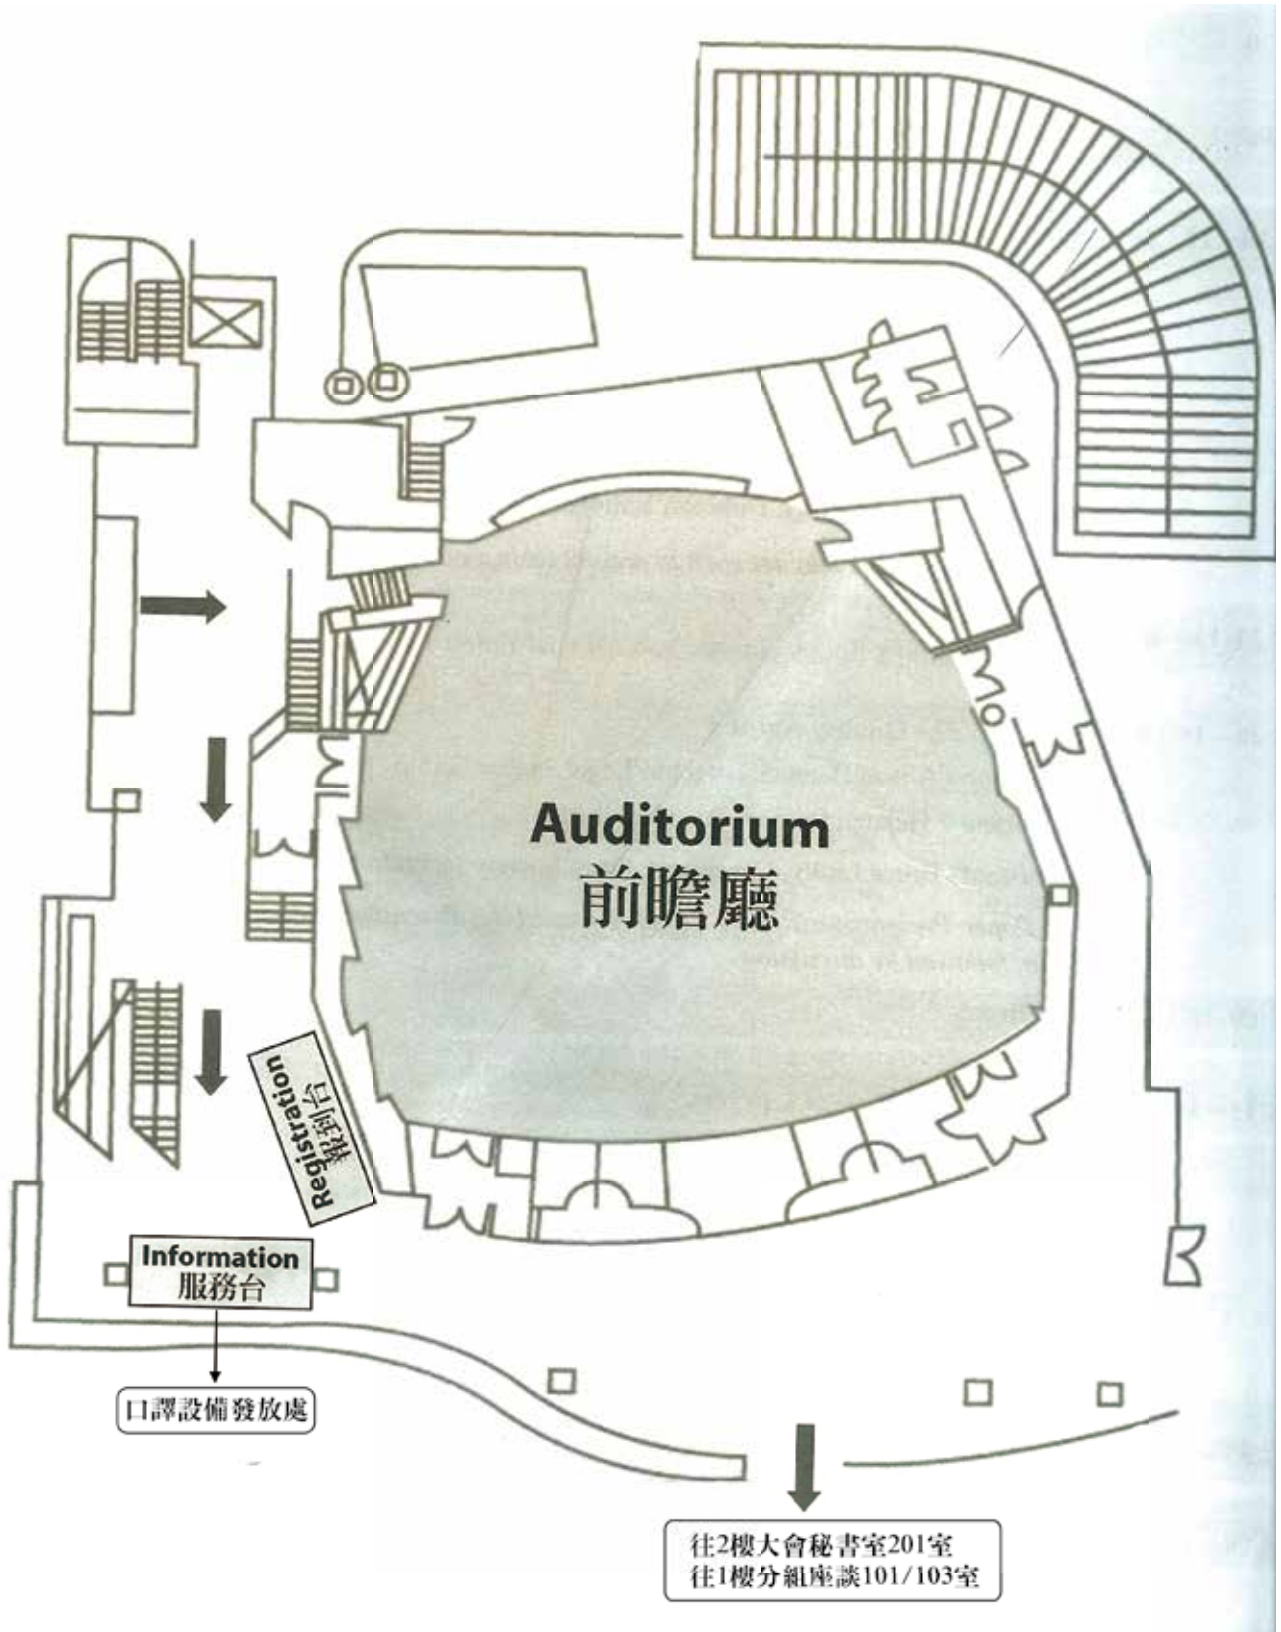 Auditorium
前瞻廳
Registration
報到台
Information
服務台
口譯設備發放處
往2樓大會秘書室201室
往1樓分組座談101/103室